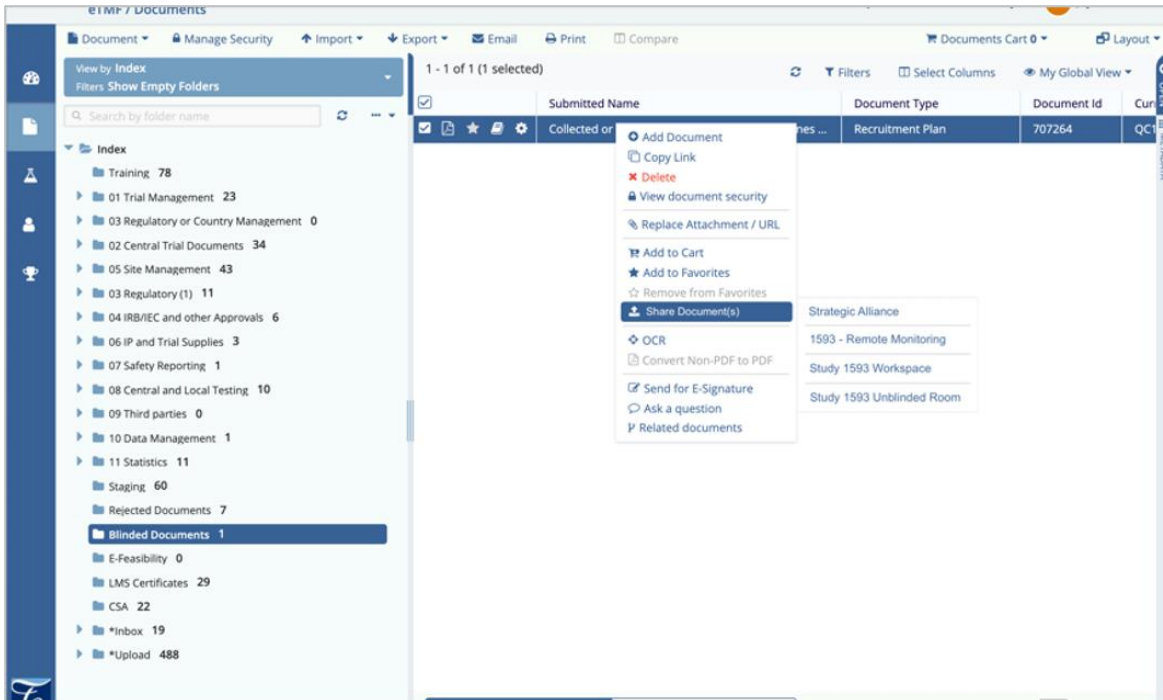 eTMF / Documents
Document Manage Security Import Export Email Print Compare Documents Cart 0 Layout
View by Index
Filters Show Empty Folders
1 - 1 of 1 (1 selected) Filters Select Columns My Global View
Search by folder name
Submitted Name Document Type Document Id
Collected or nes ... Recruitment Plan 707264 QC1
Index
Training 78
01 Trial Management 23
03 Regulatory or Country Management 0
02 Central Trial Documents 34
05 Site Management 43
03 Regulatory (1) 11
04 IRB/IEC and other Approvals 6
06 IP and Trial Supplies 3
07 Safety Reporting 1
08 Central and Local Testing 10
09 Third parties 0
10 Data Management 1
11 Statistics 11
Staging 60
Rejected Documents 7
Blinded Documents 1
E-Feasibility 0
LMS Certificates 29
CSA 22
*Inbox 19
*Upload 488
Add Document
Copy Link
Delete
View document security
Replace Attachment / URL
Add to Cart
Add to Favorites
Remove from Favorites
Share Document(s)
OCR
Convert Non-PDF to PDF
Send for E-Signature
Ask a question
Related documents
Strategic Alliance
1593 - Remote Monitoring
Study 1593 Workspace
Study 1593 Unblinded Room